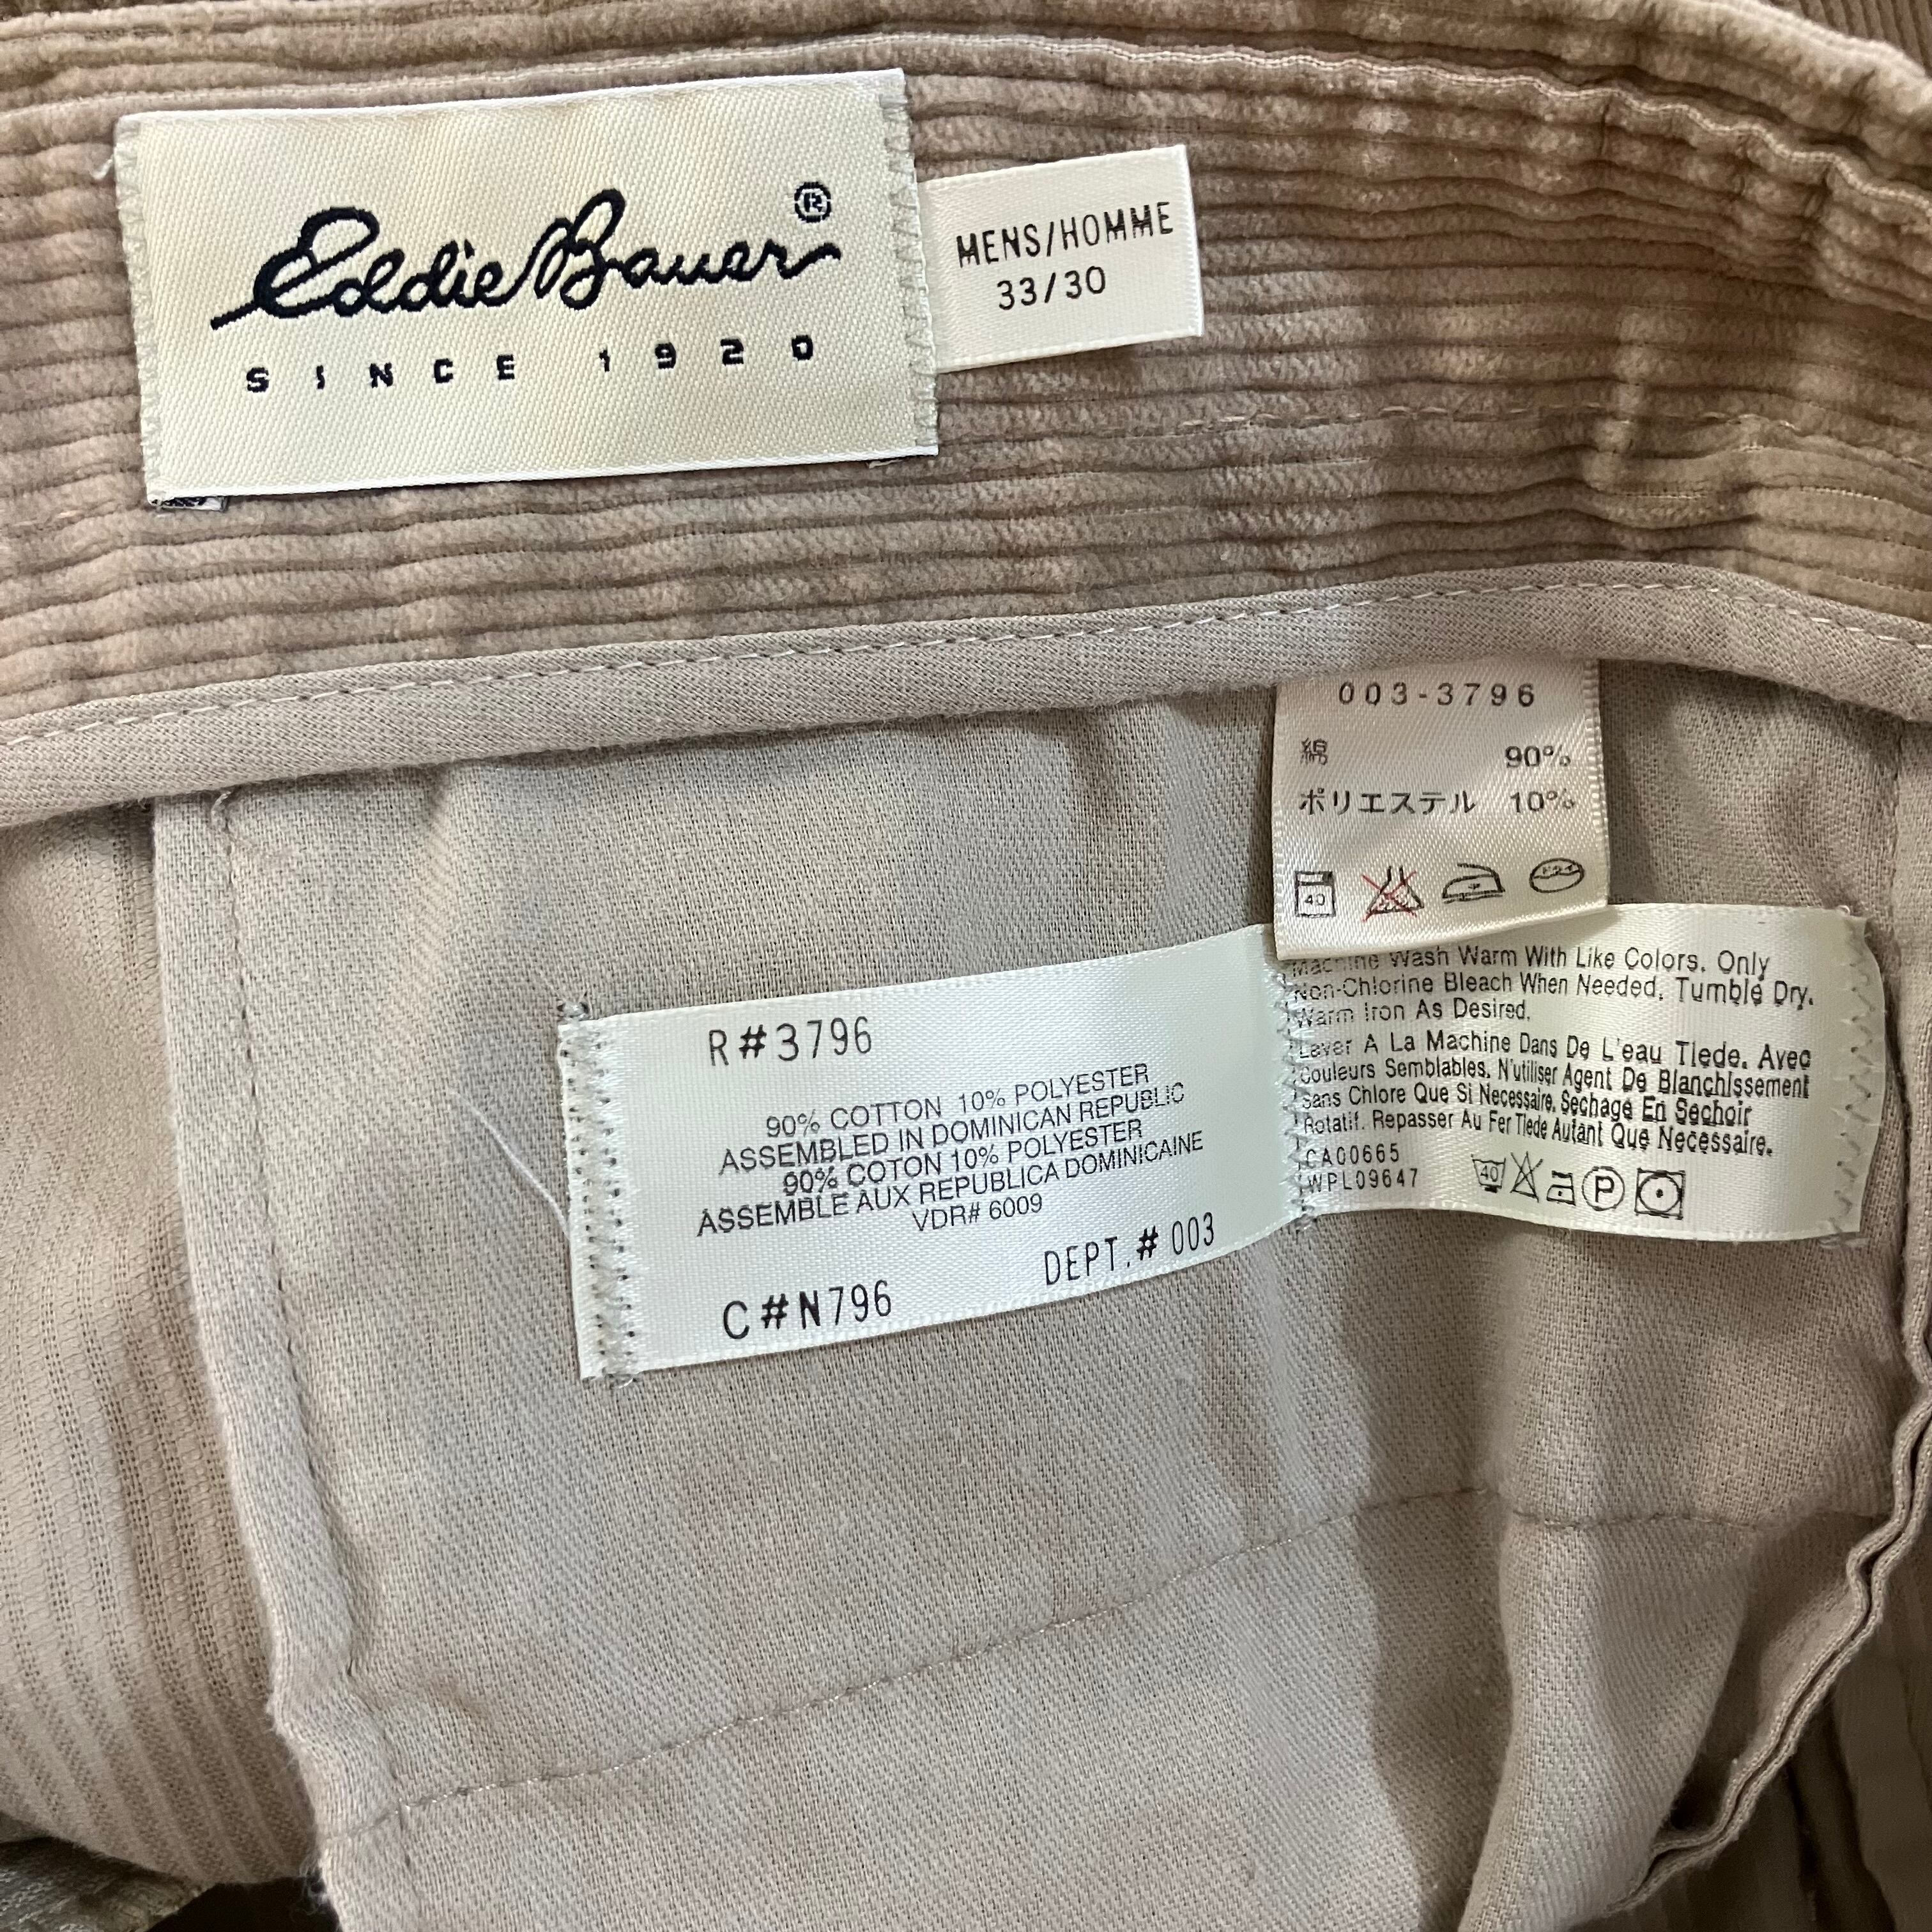 Eddie Bauer ®
SINCE 1920
MENS/HOMME
33/30
003-3796
綿 90%
ポリエステル 10%
40
R#3796
90% COTTON 10% POLYESTER
ASSEMBLED IN DOMINICAN REPUBLIC
90% COTON 10% POLYESTER
ASSEMBLE AUX REPUBLICA DOMINICAINE
VDR# 6009
DEPT.# 003
C#N796
Machine Wash Warm With Like Colors. Only
Non-Chlorine Bleach When Needed. Tumble Dry.
Warm Iron As Desired.
Laver A La Machine Dans De L'eau Tiede. Avec
Couleurs Semblables. N'utiliser Agent De Blanchissement
Sans Chlore Que Si Necessaire. Sechage En Sechoir
Rotatif. Repasser Au Fer Tiede Autant Que Necessaire.
CA00665
WPL09647
40 P